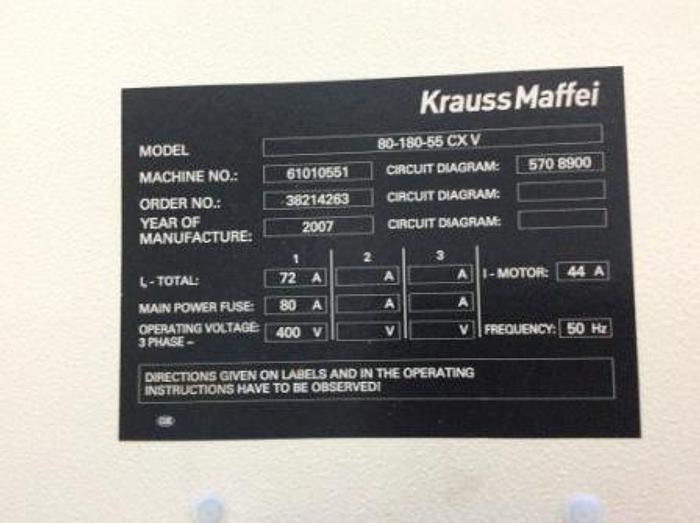 Krauss Maffei
MODEL 80-180-55 CX V
MACHINE NO.: 61010551 CIRCUIT DIAGRAM: 570 8900
ORDER NO.: 38214263 CIRCUIT DIAGRAM:
YEAR OF
MANUFACTURE: 2007 CIRCUIT DIAGRAM:
1 2 3
I, - TOTAL: 72 A A A I - MOTOR: 44 A
MAIN POWER FUSE: 80 A A A
OPERATING VOLTAGE: 400 V V V FREQUENCY: 50 Hz
3 PHASE ~
DIRECTIONS GIVEN ON LABELS AND IN THE OPERATING
INSTRUCTIONS HAVE TO BE OBSERVED!